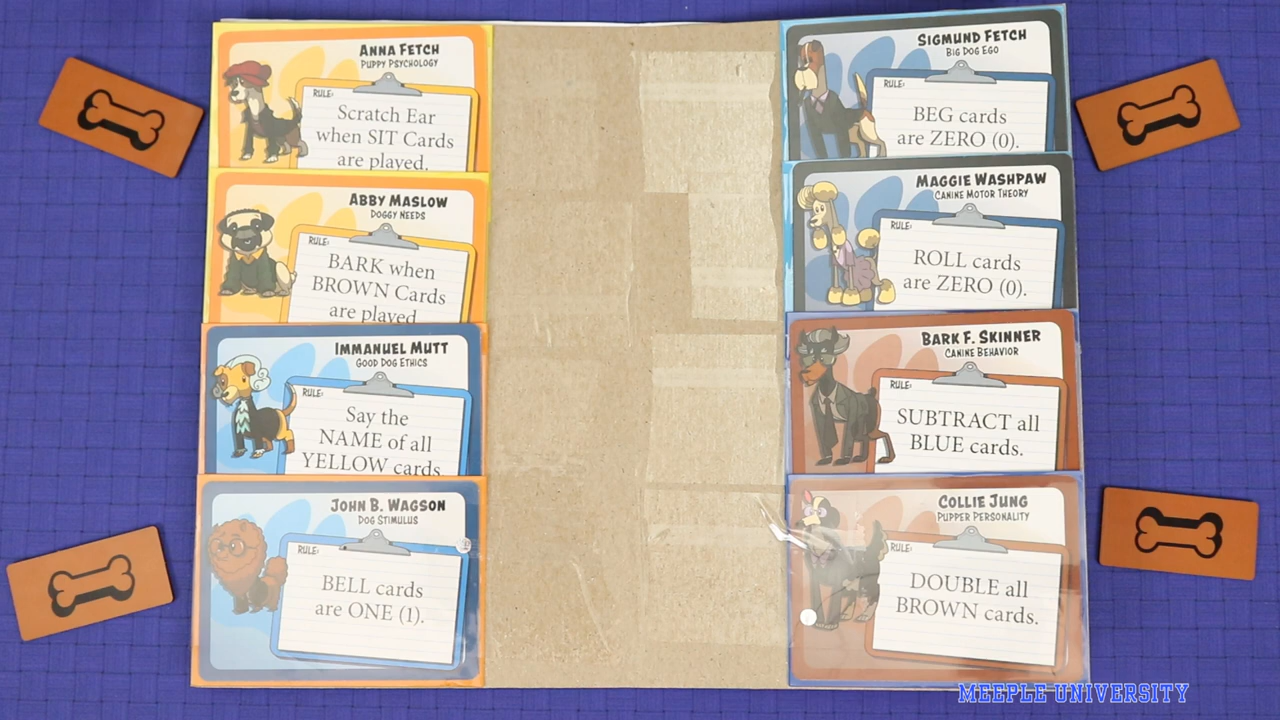 ANNA FETCH
PUPPY PSYCHOLOGY
RULE:
Scratch Ear
when SIT Cards
are played.
ABBY MASLOW
DOGGY NEEDS
RULE:
BARK when
BROWN Cards
are played
IMMANUEL MUTT
GOOD DOG ETHICS
RULE:
Say the
NAME of all
YELLOW cards
JOHN B. WAGSON
DOG STIMULUS
RULE:
BELL cards
are ONE (1).
SIGMUND FETCH
BIG DOG EGO
RULE:
BEG cards
are ZERO (0).
MAGGIE WASHPAW
CANINE MOTOR THEORY
RULE:
ROLL cards
are ZERO (0).
BARK F. SKINNER
CANINE BEHAVIOR
RULE:
SUBTRACT all
BLUE cards.
COLLIE JUNG
PUPPER PERSONALITY
RULE:
DOUBLE all
BROWN cards.
MEEPLE UNIVERSITY